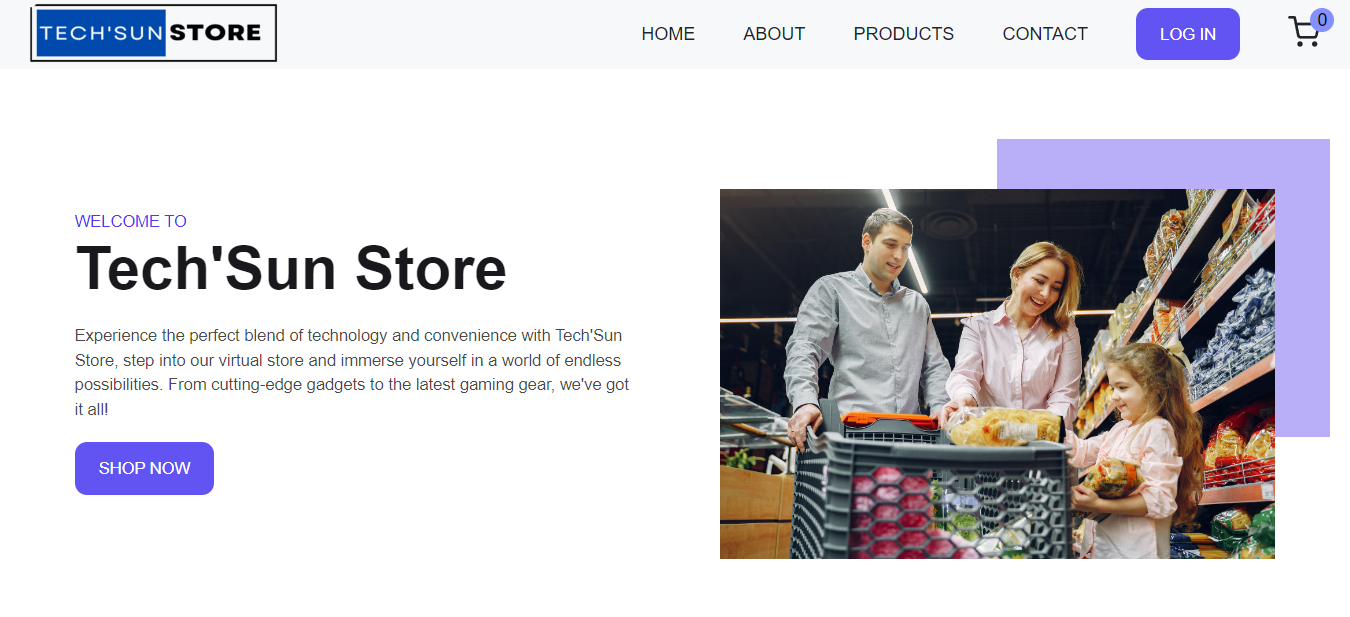 TECH'SUN STORE
HOME ABOUT PRODUCTS CONTACT LOG IN 0
WELCOME TO
Tech'Sun Store
Experience the perfect blend of technology and convenience with Tech'Sun
Store, step into our virtual store and immerse yourself in a world of endless
possibilities. From cutting-edge gadgets to the latest gaming gear, we've got
it all!
SHOP NOW